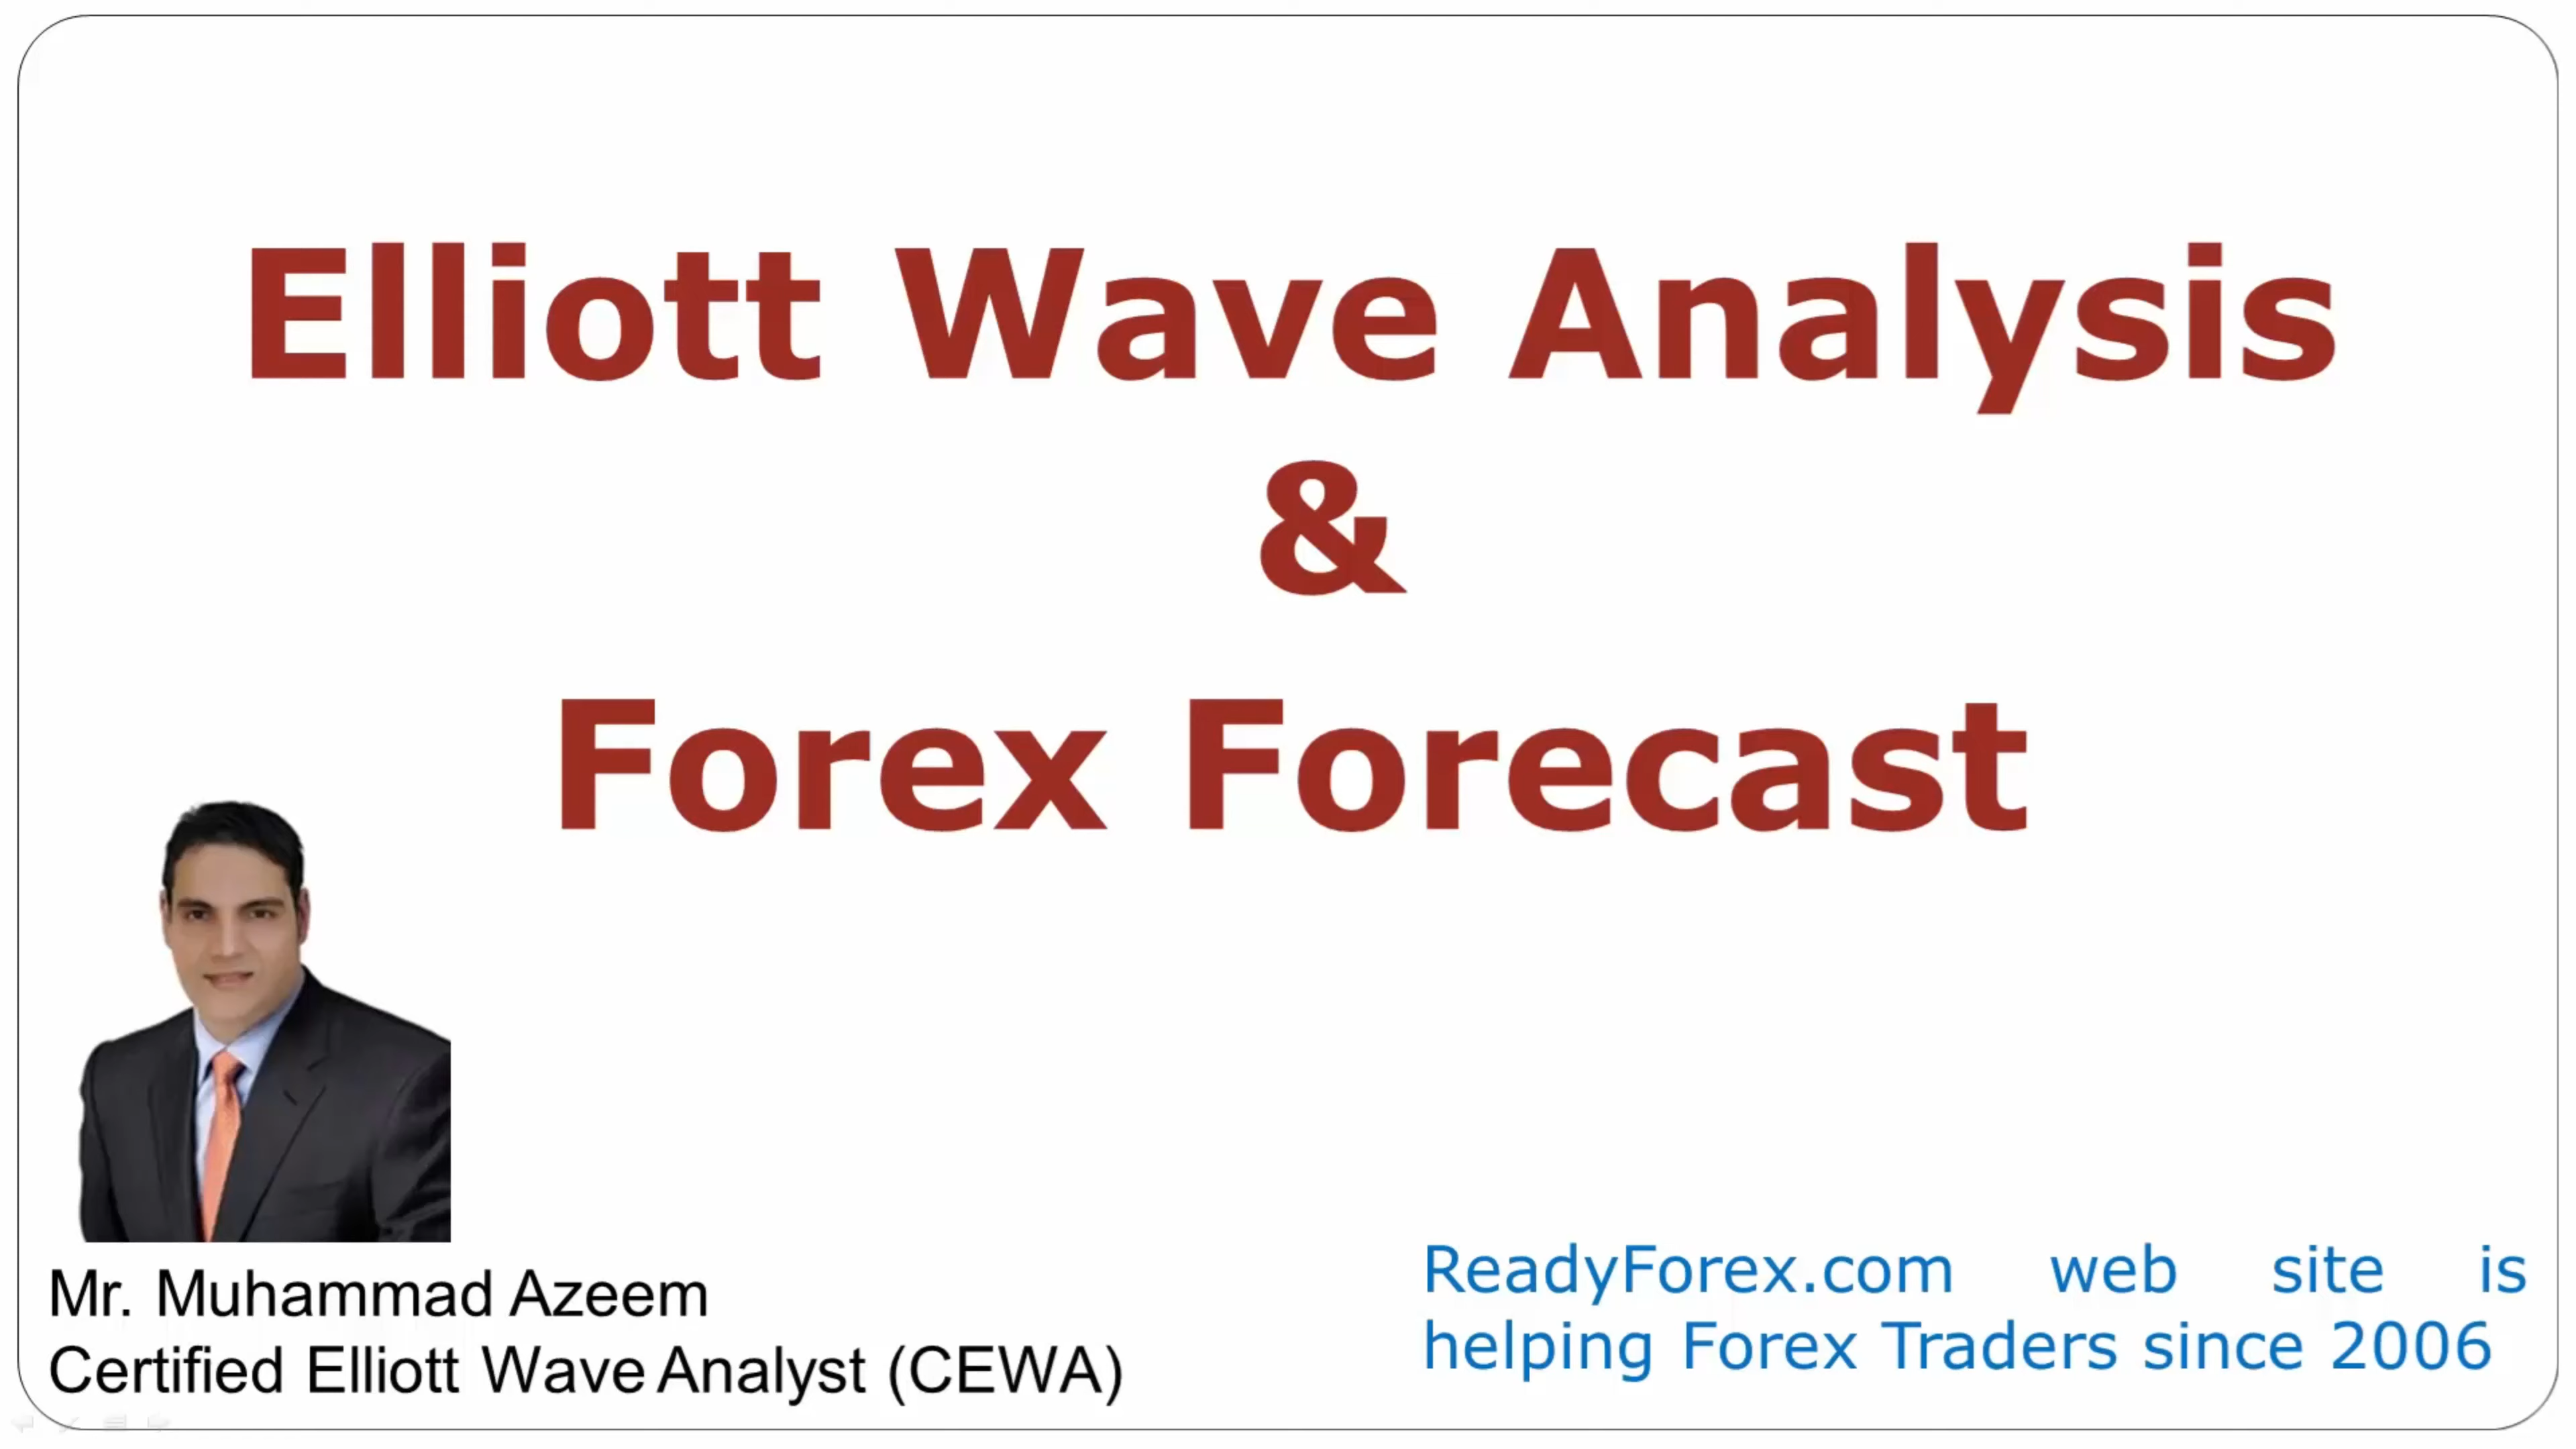 Elliott Wave Analysis
&
Forex Forecast
Mr. Muhammad Azeem
Certified Elliott Wave Analyst (CEWA)
ReadyForex.com web site is
helping Forex Traders since 2006